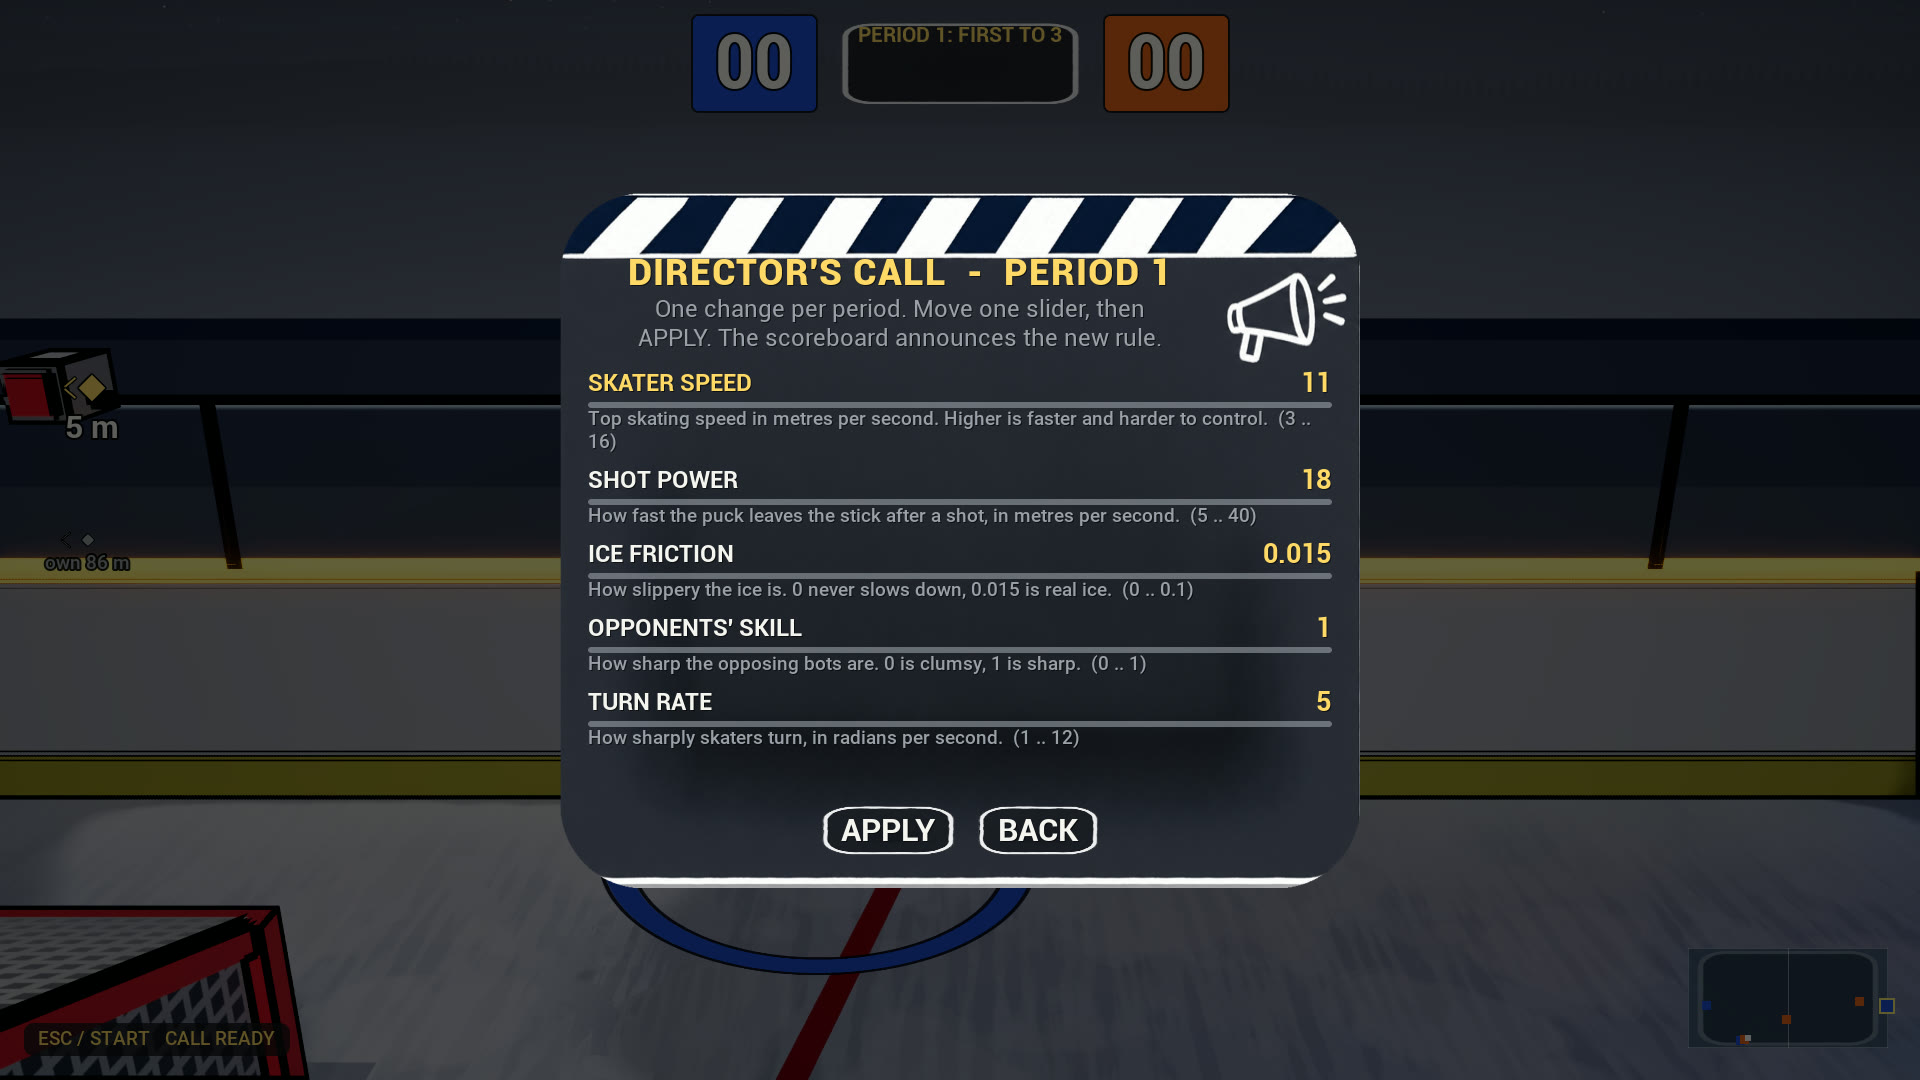 00
PERIOD 1: FIRST TO 3
00
DIRECTOR'S CALL - PERIOD 1
One change per period. Move one slider, then
APPLY. The scoreboard announces the new rule.
SKATER SPEED 11
Top skating speed in metres per second. Higher is faster and harder to control. (3 ..
16)
SHOT POWER 18
How fast the puck leaves the stick after a shot, in metres per second. (5 .. 40)
ICE FRICTION 0.015
How slippery the ice is. 0 never slows down, 0.015 is real ice. (0 .. 0.1)
OPPONENTS' SKILL 1
How sharp the opposing bots are. 0 is clumsy, 1 is sharp. (0 .. 1)
TURN RATE 5
How sharply skaters turn, in radians per second. (1 .. 12)
APPLY BACK
5 m
own 86 m
ESC / START CALL READY